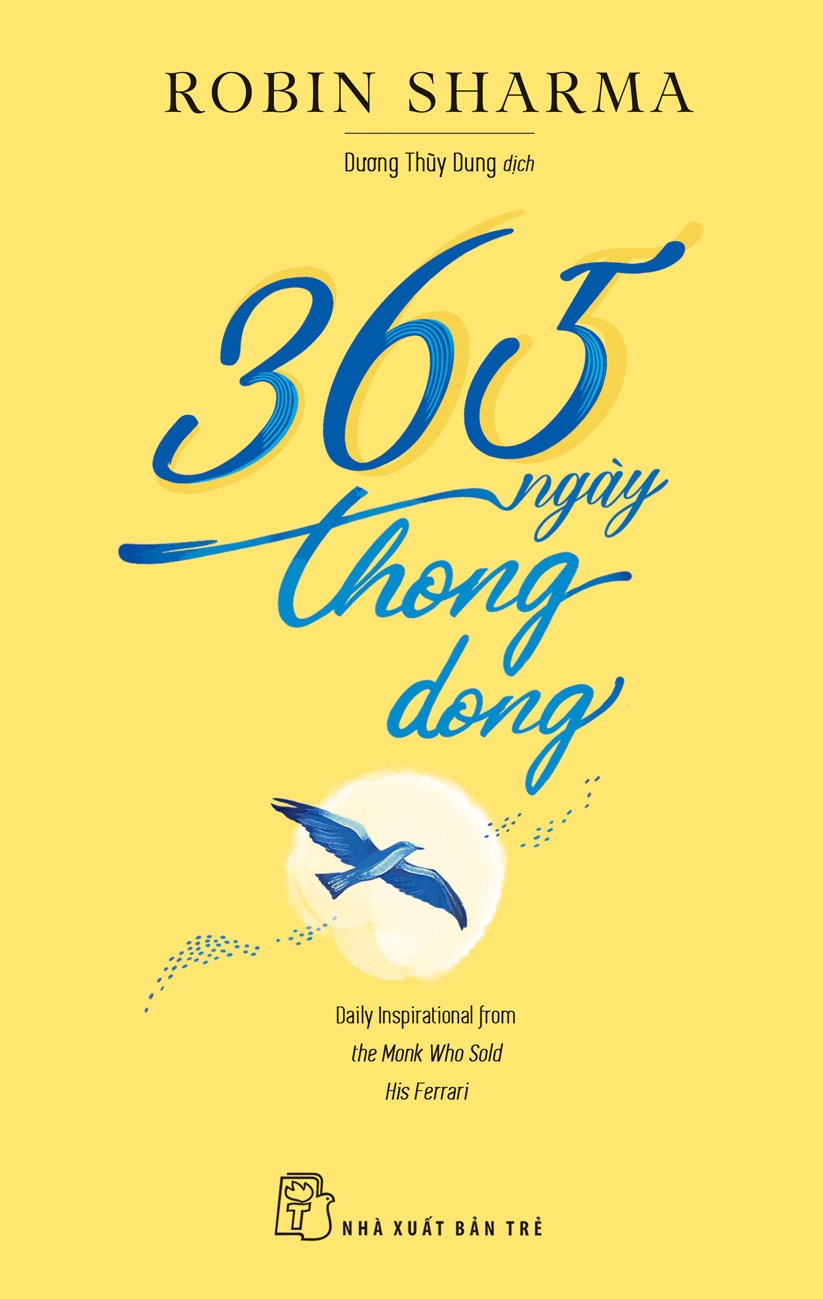 ROBIN SHARMA
Dương Thùy Dung dịch
365
ngày
thong
dong
Daily Inspirational from
the Monk Who Sold
His Ferrari
T
NHÀ XUẤT BẢN TRẺ